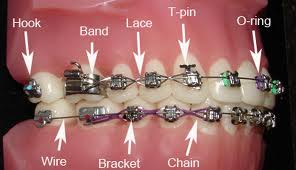 Hook
Band
Lace
T-pin
O-ring
Wire
Bracket
Chain